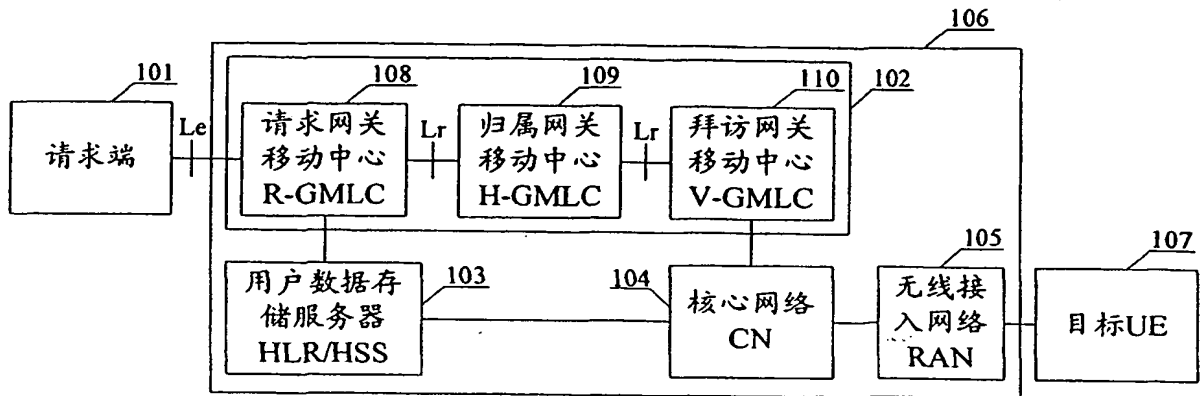 106
101
108
109
110
102
请求端
Le
请求网关
移动中心
R-GMLC
Lr
归属网关
移动中心
H-GMLC
Lr
拜访网关
移动中心
V-GMLC
用户数据存
储服务器
HLR/HSS
103
104
核心网络
CN
105
无线接
入网络
RAN
107
目标UE